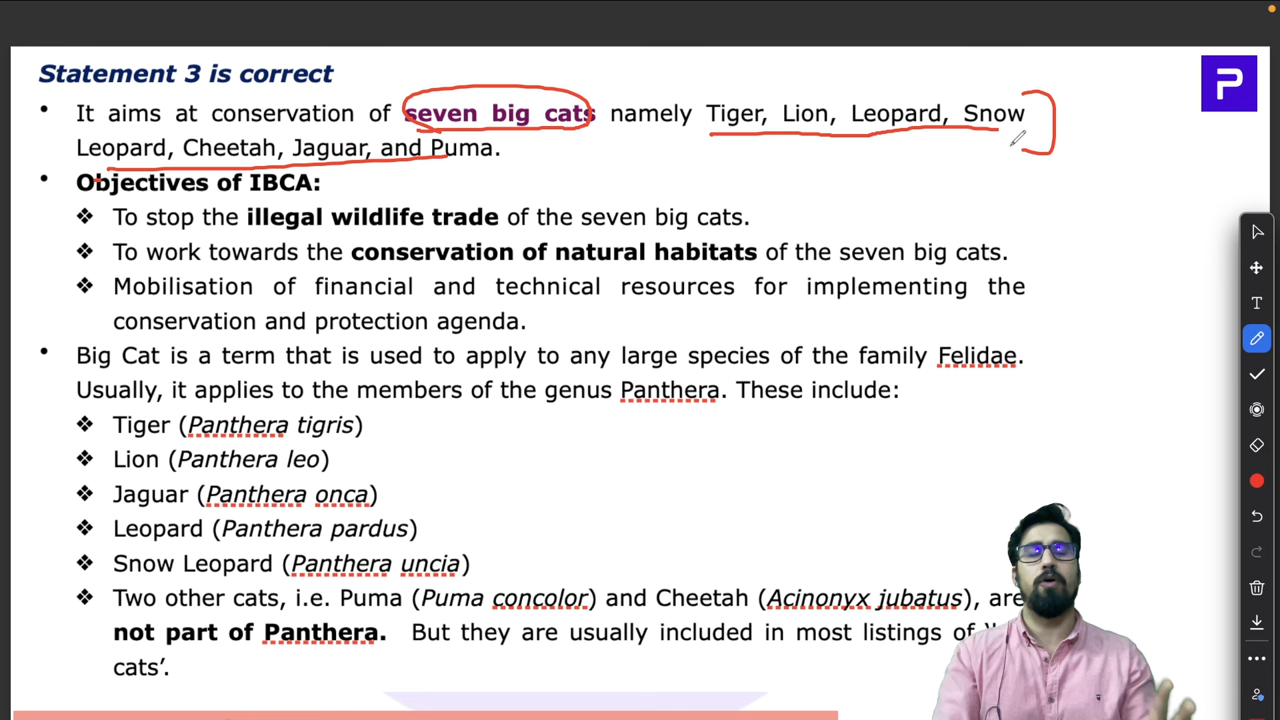 Statement 3 is correct
P
• It aims at conservation of seven big cats namely Tiger, Lion, Leopard, Snow
Leopard, Cheetah, Jaguar, and Puma.
• Objectives of IBCA:
❖ To stop the illegal wildlife trade of the seven big cats.
❖ To work towards the conservation of natural habitats of the seven big cats.
❖ Mobilisation of financial and technical resources for implementing the
conservation and protection agenda.
• Big Cat is a term that is used to apply to any large species of the family Felidae.
Usually, it applies to the members of the genus Panthera. These include:
❖ Tiger (Panthera tigris)
❖ Lion (Panthera leo)
❖ Jaguar (Panthera onca)
❖ Leopard (Panthera pardus)
❖ Snow Leopard (Panthera uncia)
❖ Two other cats, i.e. Puma (Puma concolor) and Cheetah (Acinonyx jubatus), are
not part of Panthera. But they are usually included in most listings of
cats’.
T